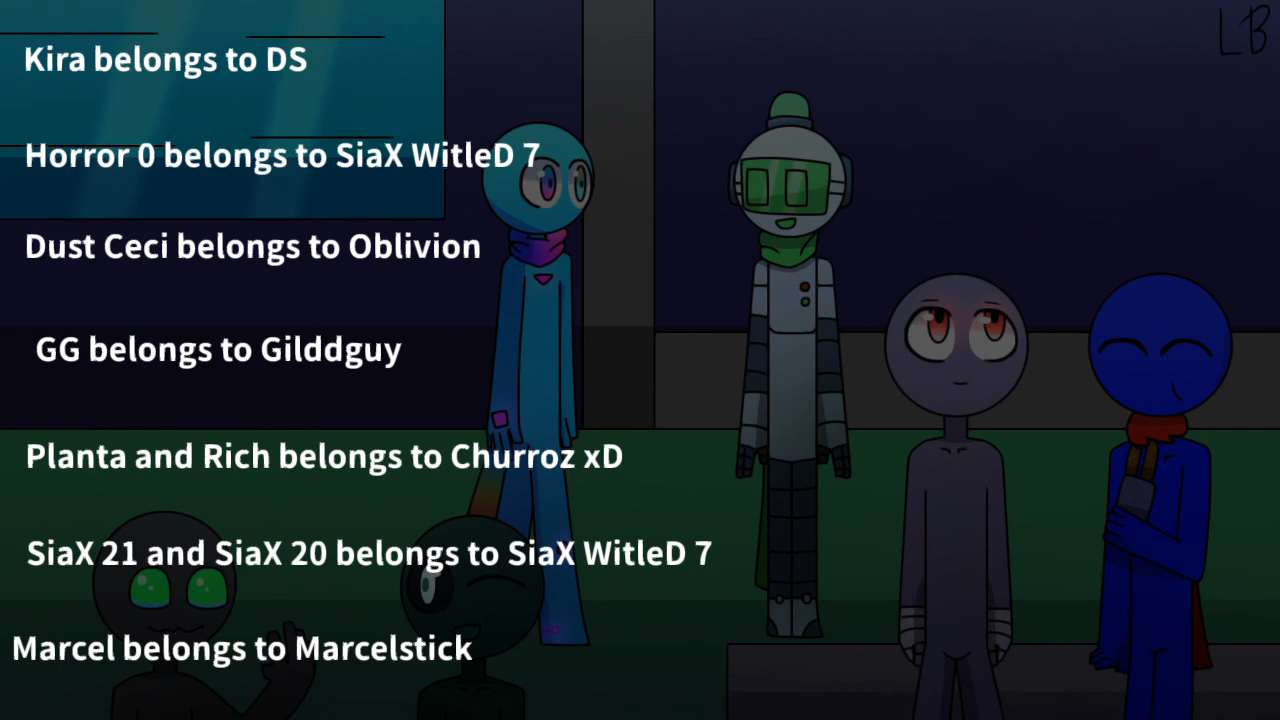 LB
Kira belongs to DS
Horror 0 belongs to SiaX WitleD 7
Dust Ceci belongs to Oblivion
GG belongs to Gilddguy
Planta and Rich belongs to Churroz xD
SiaX 21 and SiaX 20 belongs to SiaX WitleD 7
Marcel belongs to Marcelstick